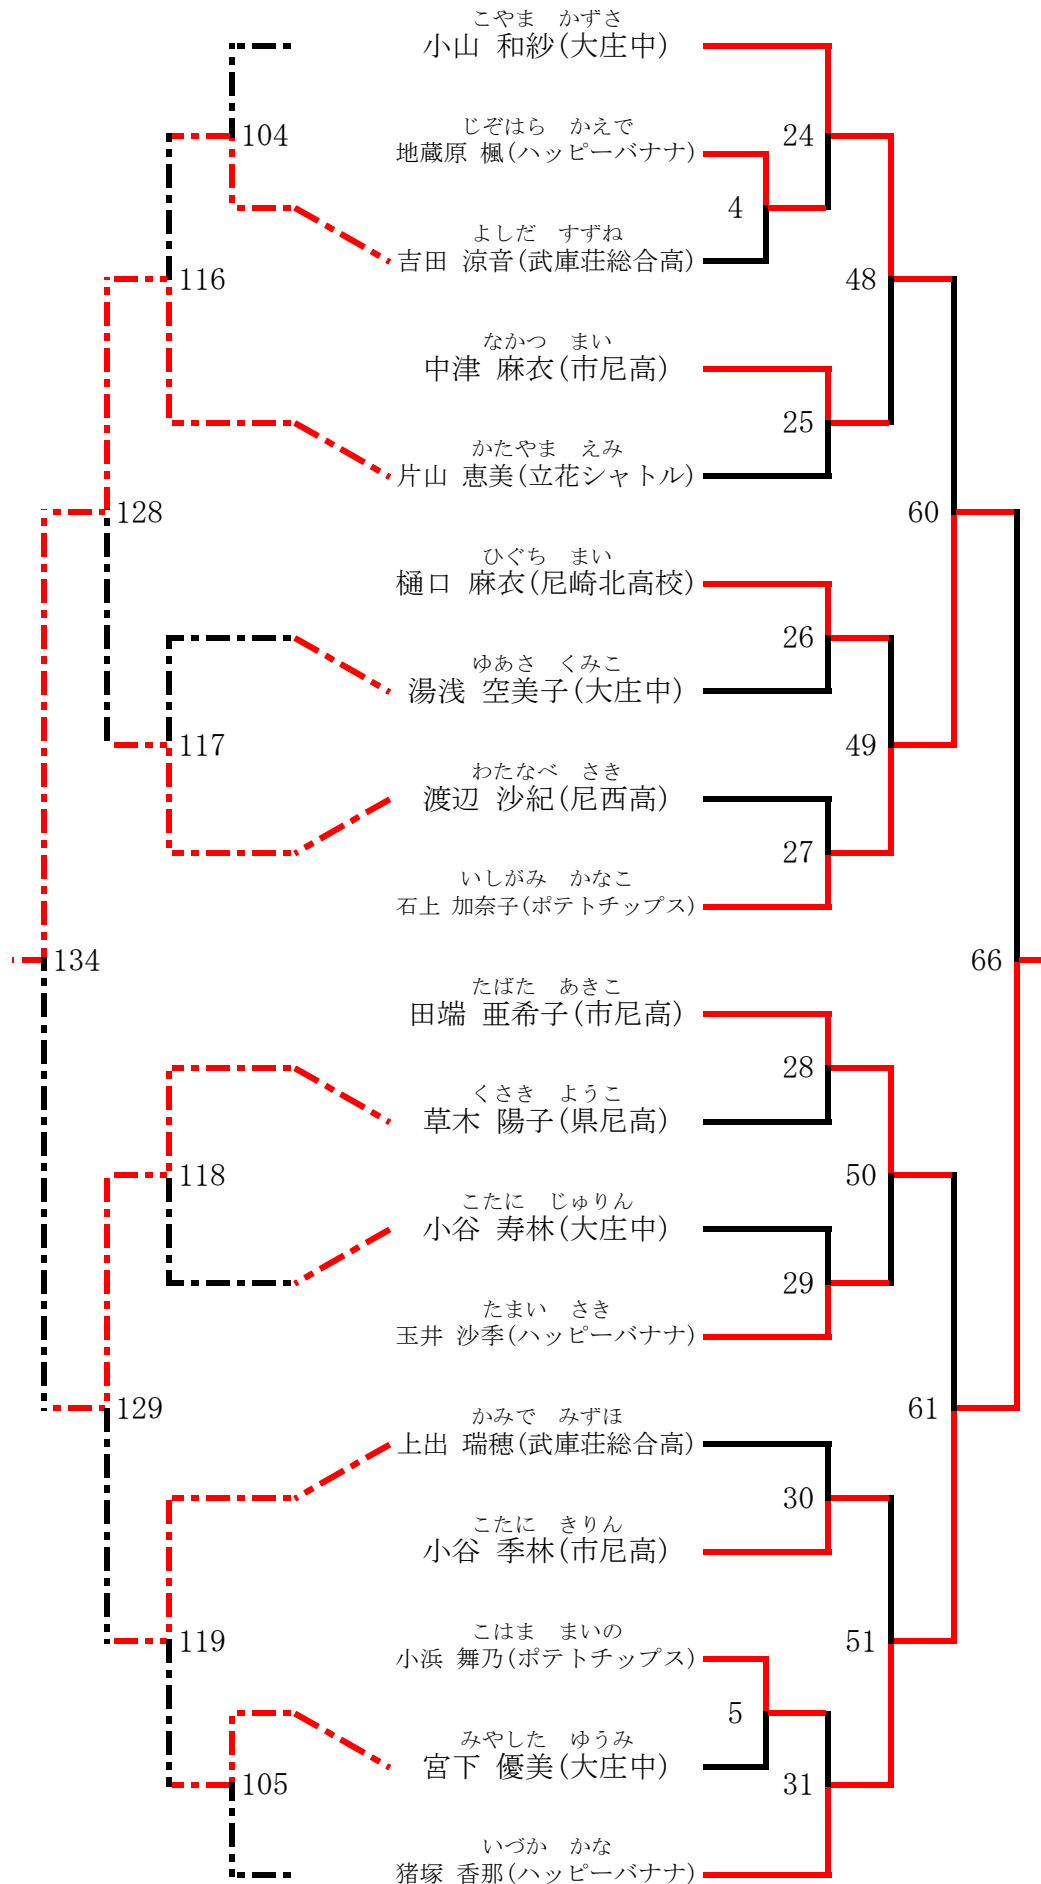 こやま　かずさ
小山 和紗(大庄中)
104
24
じぞはら　かえで
地蔵原 楓(ハッピーバナナ)
4
よしだ　すずね
吉田 涼音(武庫荘総合高)
116
48
なかつ　まい
中津 麻衣(市尼高)
25
かたやま　えみ
片山 恵美(立花シャトル)
128
60
ひぐち　まい
樋口 麻衣(尼崎北高校)
26
ゆあさ　くみこ
湯浅 空美子(大庄中)
117
49
わたなべ　さき
渡辺 沙紀(尼西高)
27
いしがみ　かなこ
石上 加奈子(ポテトチップス)
134
66
たばた　あきこ
田端 亜希子(市尼高)
28
くさき　ようこ
草木 陽子(県尼高)
118
50
こたに　じゅりん
小谷 寿林(大庄中)
29
たまい　さき
玉井 沙季(ハッピーバナナ)
129
61
かみで　みずほ
上出 瑞穂(武庫荘総合高)
30
こたに　きりん
小谷 季林(市尼高)
119
51
こはま　まいの
小浜 舞乃(ポテトチップス)
5
みやした　ゆうみ
宮下 優美(大庄中)
105
31
いづか　かな
猪塚 香那(ハッピーバナナ)